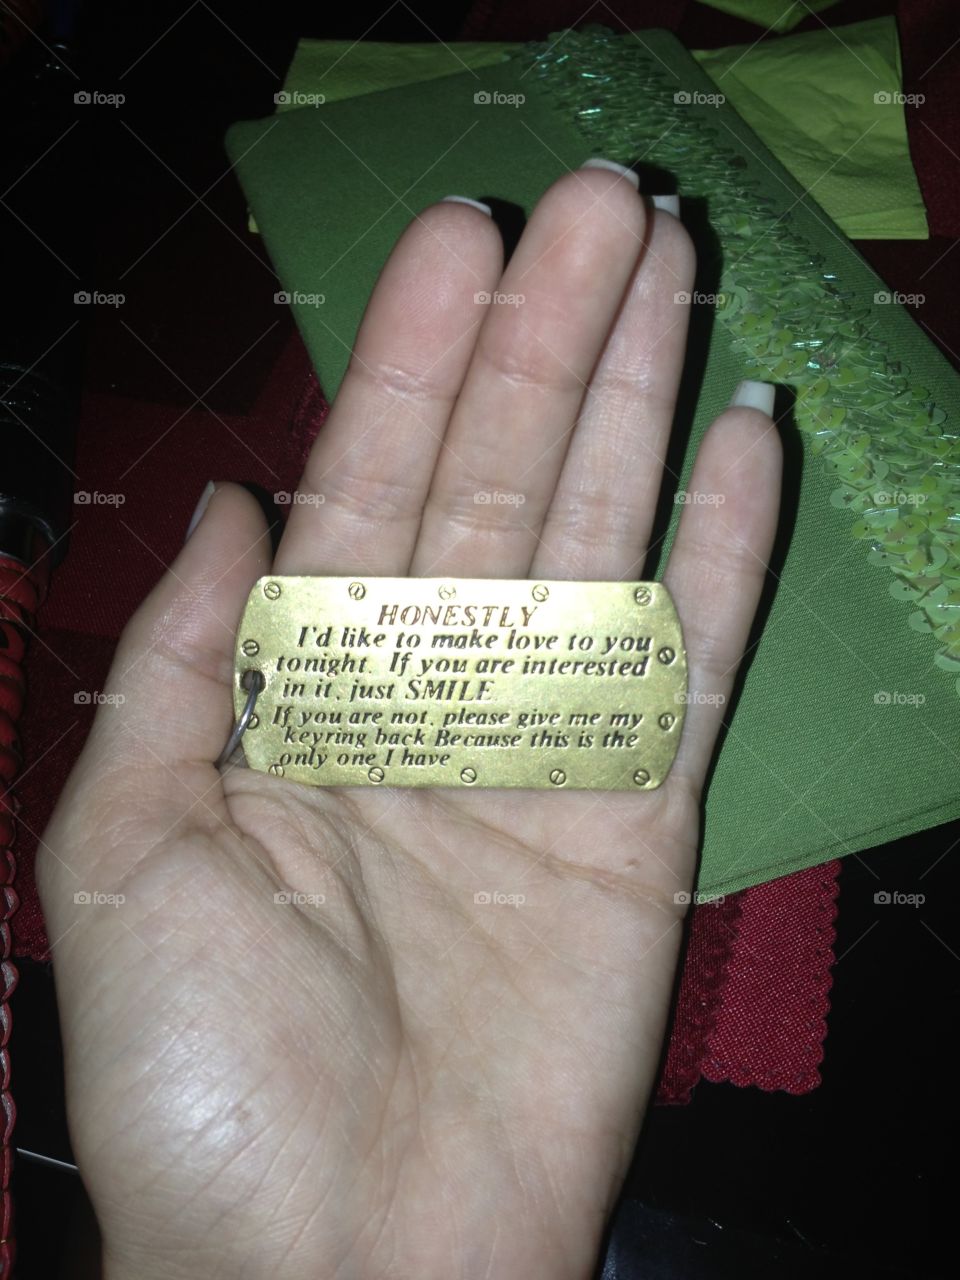 HONESTLY
I'd like to make love to you
tonight. If you are interested
in it, just SMILE.
If you are not, please give me my
keyring back Because this is the
only one I have